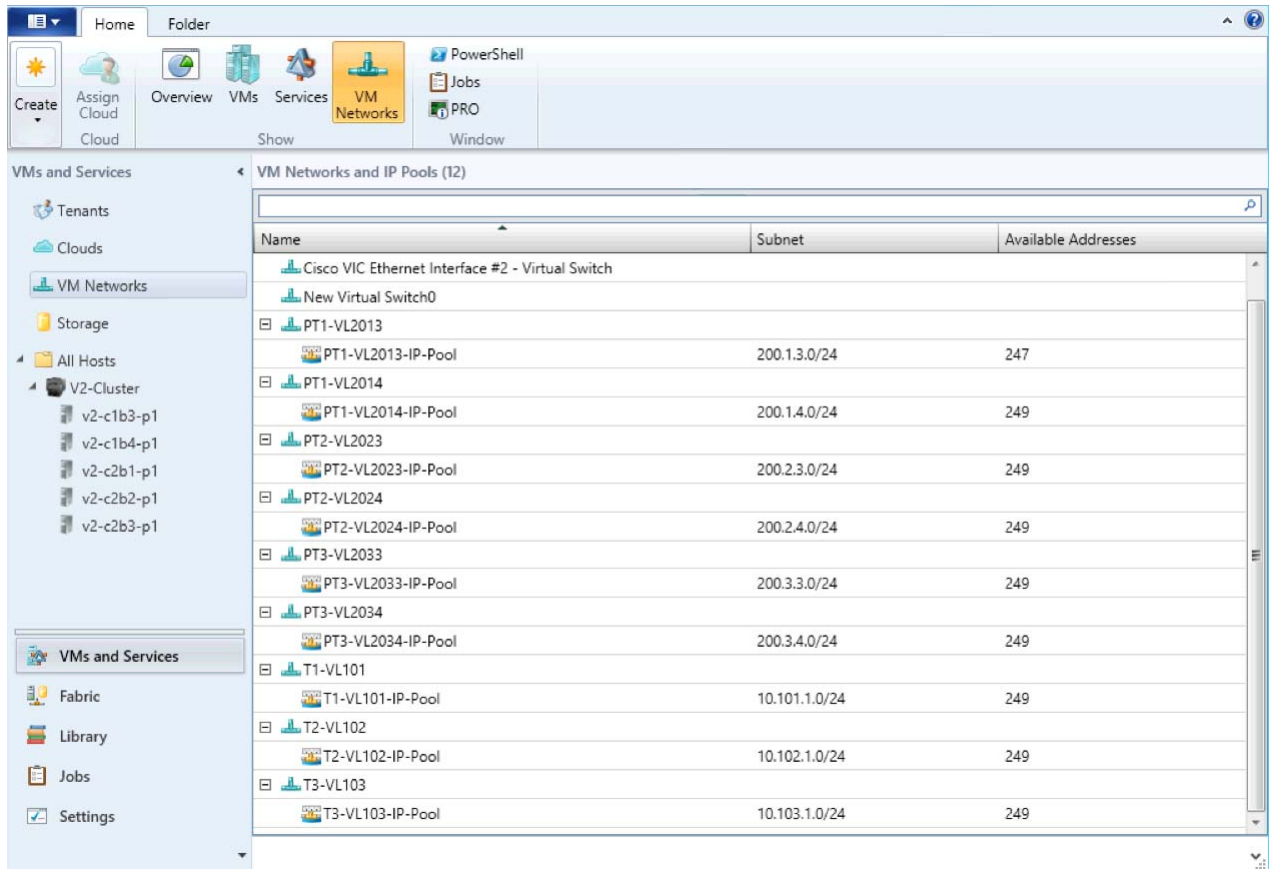 Home Folder
Create
Assign Cloud
Overview VMs Services VM Networks
PowerShell
Jobs
PRO
Cloud Show Window
VMs and Services
Tenants
Clouds
VM Networks
Storage
All Hosts
V2-Cluster
v2-c1b3-p1
v2-c1b4-p1
v2-c2b1-p1
v2-c2b2-p1
v2-c2b3-p1
VMs and Services
Fabric
Library
Jobs
Settings
VM Networks and IP Pools (12)
Name Subnet Available Addresses
Cisco VIC Ethernet Interface #2 - Virtual Switch
New Virtual Switch0
PT1-VL2013
PT1-VL2013-IP-Pool 200.1.3.0/24 247
PT1-VL2014
PT1-VL2014-IP-Pool 200.1.4.0/24 249
PT2-VL2023
PT2-VL2023-IP-Pool 200.2.3.0/24 249
PT2-VL2024
PT2-VL2024-IP-Pool 200.2.4.0/24 249
PT3-VL2033
PT3-VL2033-IP-Pool 200.3.3.0/24 249
PT3-VL2034
PT3-VL2034-IP-Pool 200.3.4.0/24 249
T1-VL101
T1-VL101-IP-Pool 10.101.1.0/24 249
T2-VL102
T2-VL102-IP-Pool 10.102.1.0/24 249
T3-VL103
T3-VL103-IP-Pool 10.103.1.0/24 249